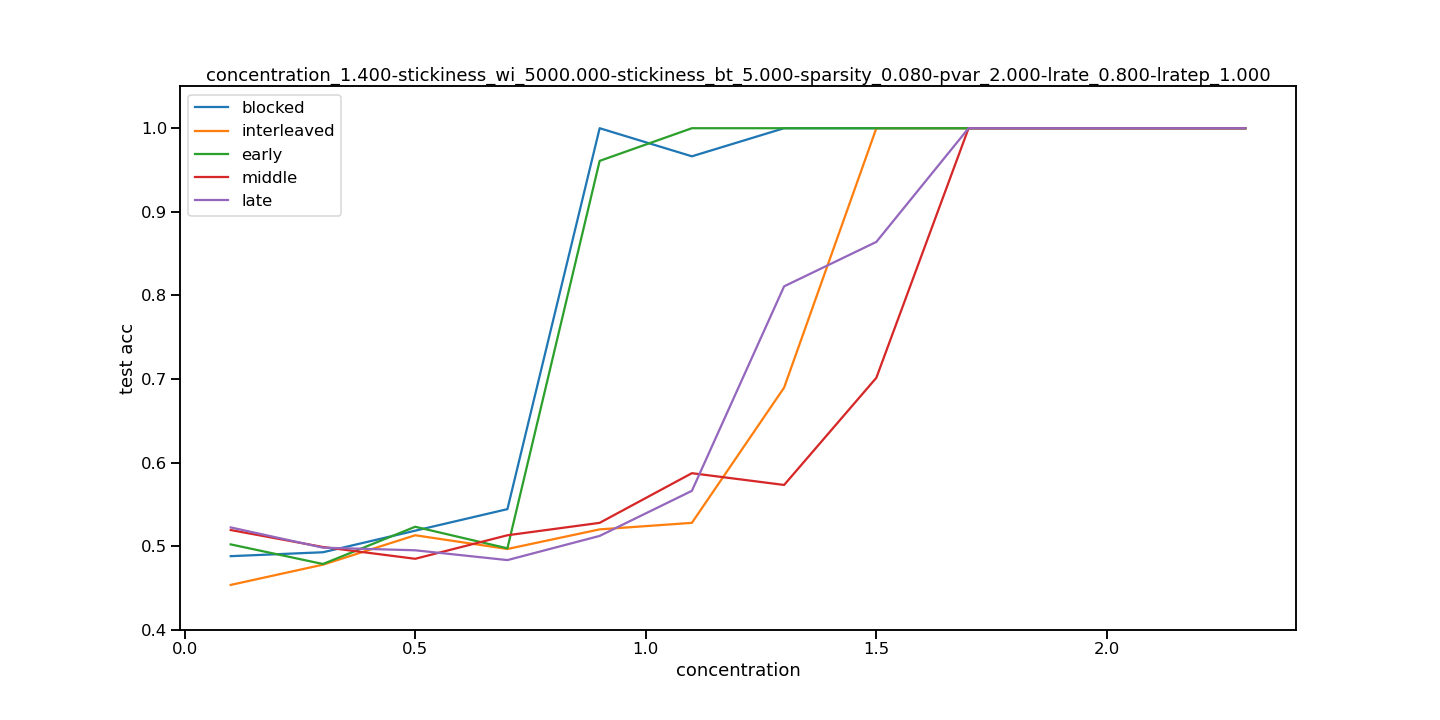 concentration_1.400-stickiness_wi_5000.000-stickiness_bt_5.000-sparsity_0.080-pvar_2.000-lrate_0.800-lratep_1.000
blocked
interleaved
early
middle
late
1.0
0.9
0.8
0.7
0.6
0.5
0.4
test acc
0.0 0.5 1.0 1.5 2.0
concentration